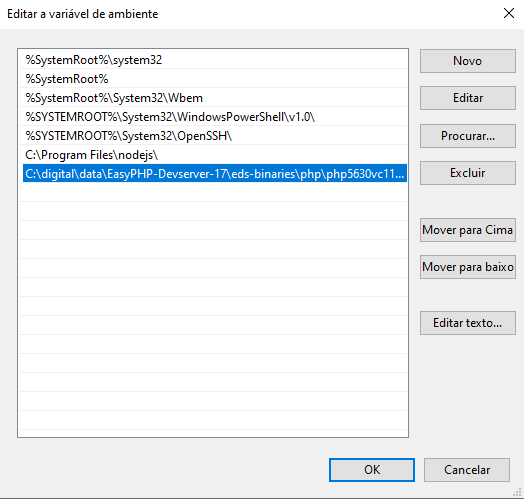 Editar a variável de ambiente
%SystemRoot%\system32
%SystemRoot%
%SystemRoot%\System32\Wbem
%SYSTEMROOT%\System32\WindowsPowerShell\v1.0\
%SYSTEMROOT%\System32\OpenSSH\
C:\Program Files\nodejs\
C:\digital\data\EasyPHP-Devserver-17\eds-binaries\php\php5630vc11...
Novo
Editar
Procurar...
Excluir
Mover para Cima
Mover para baixo
Editar texto...
OK
Cancelar